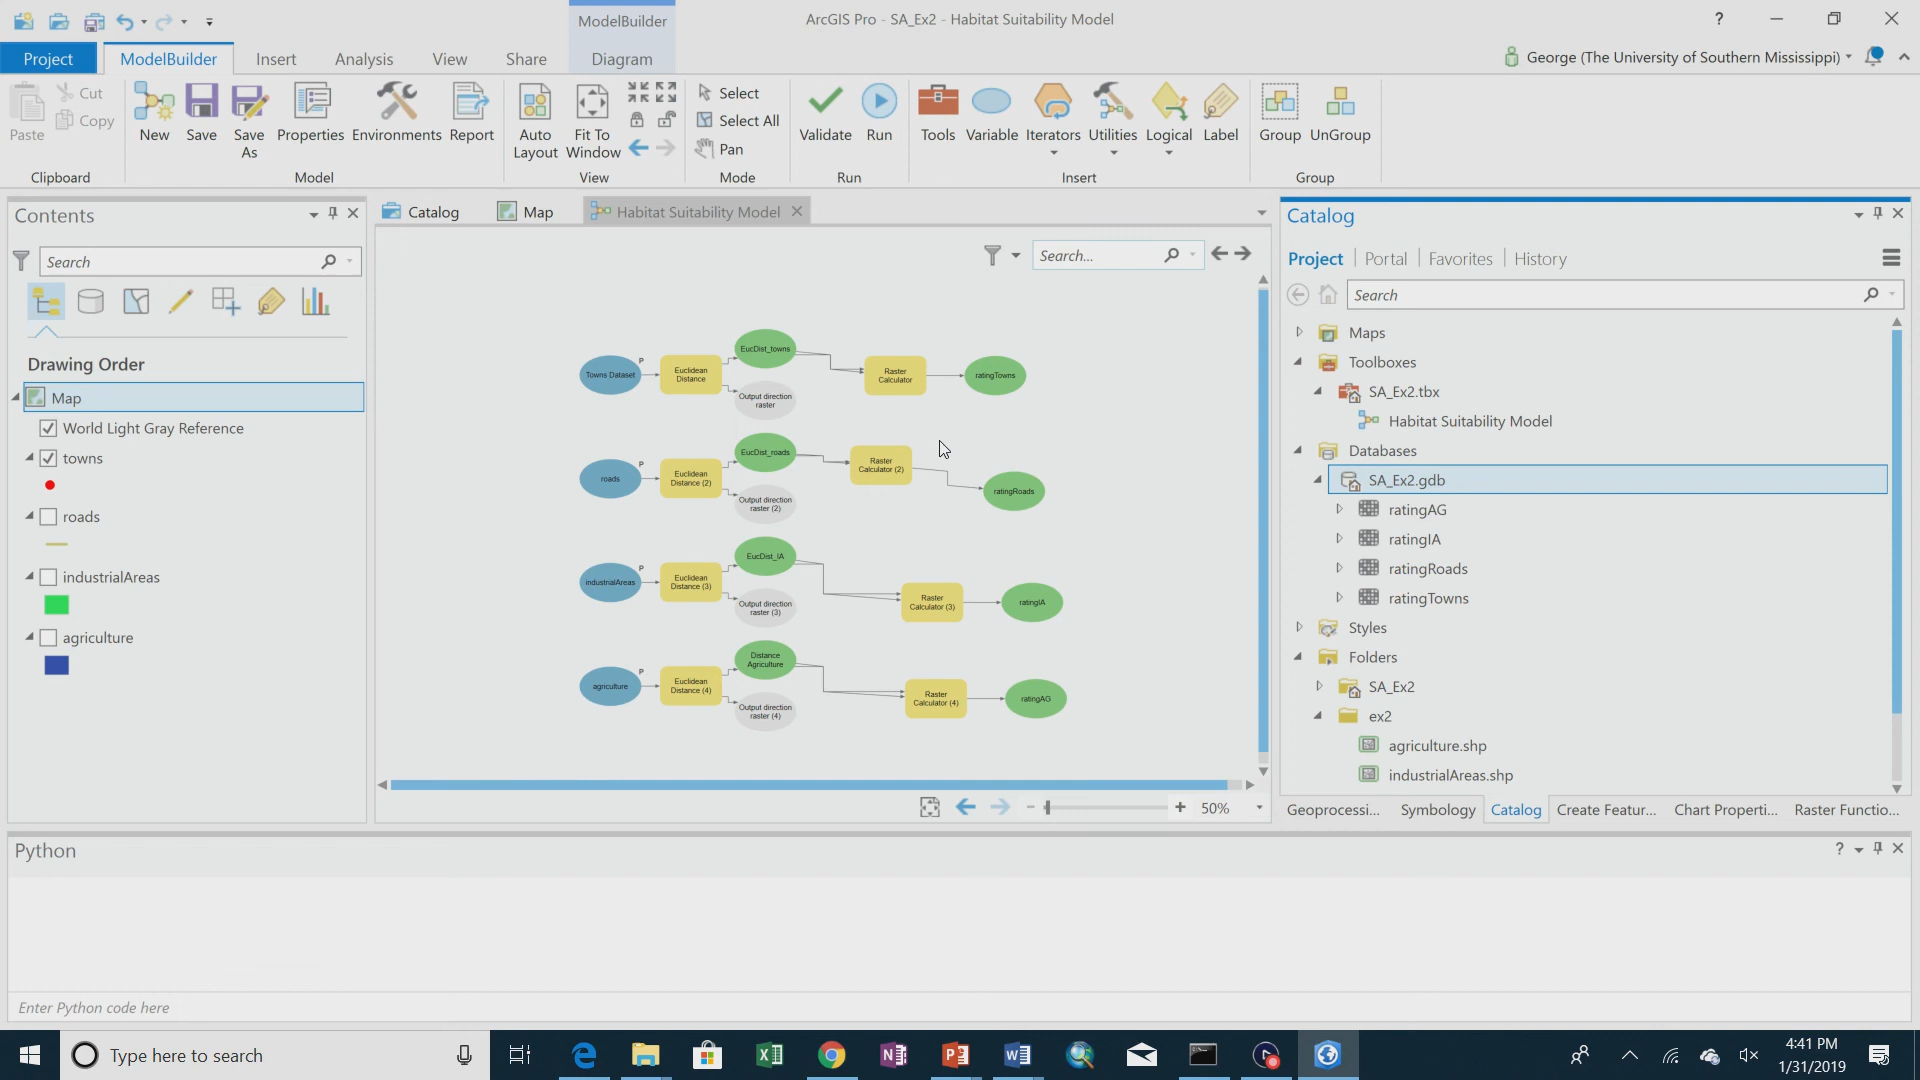 ModelBuilder
ArcGIS Pro - SA_Ex2 - Habitat Suitability Model
?
Project
ModelBuilder
Insert
Analysis
View
Share
Diagram
George (The University of Southern Mississippi)
Paste
Cut
Copy
New
Save
Save
As
Properties
Environments
Report
Auto
Layout
Fit To
Window
Select
Select All
Pan
Validate
Run
Tools
Variable
Iterators
Utilities
Logical
Label
Group
UnGroup
Clipboard
Model
View
Mode
Run
Insert
Group
Contents
Search
Drawing Order
Map
World Light Gray Reference
towns
roads
industrialAreas
agriculture
Catalog
Map
Habitat Suitability Model
Search...
Towns Dataset
P
Euclidean
Distance
EucDist_towns
Output direction
raster
Raster
Calculator
ratingTowns
roads
P
Euclidean
Distance (2)
EucDist_roads
Output direction
raster (2)
Raster
Calculator (2)
ratingRoads
industrialAreas
P
Euclidean
Distance (3)
EucDist_IA
Output direction
raster (3)
Raster
Calculator (3)
ratingIA
agriculture
P
Euclidean
Distance (4)
Distance
Agriculture
Output direction
raster (4)
Raster
Calculator (4)
ratingAG
50%
Catalog
Project
Portal
Favorites
History
Search
Maps
Toolboxes
SA_Ex2.tbx
Habitat Suitability Model
Databases
SA_Ex2.gdb
ratingAG
ratingIA
ratingRoads
ratingTowns
Styles
Folders
SA_Ex2
ex2
agriculture.shp
industrialAreas.shp
Geoprocessi...
Symbology
Catalog
Create Featur...
Chart Properti...
Raster Functio...
Python
?
Enter Python code here
Type here to search
4:41 PM
1/31/2019